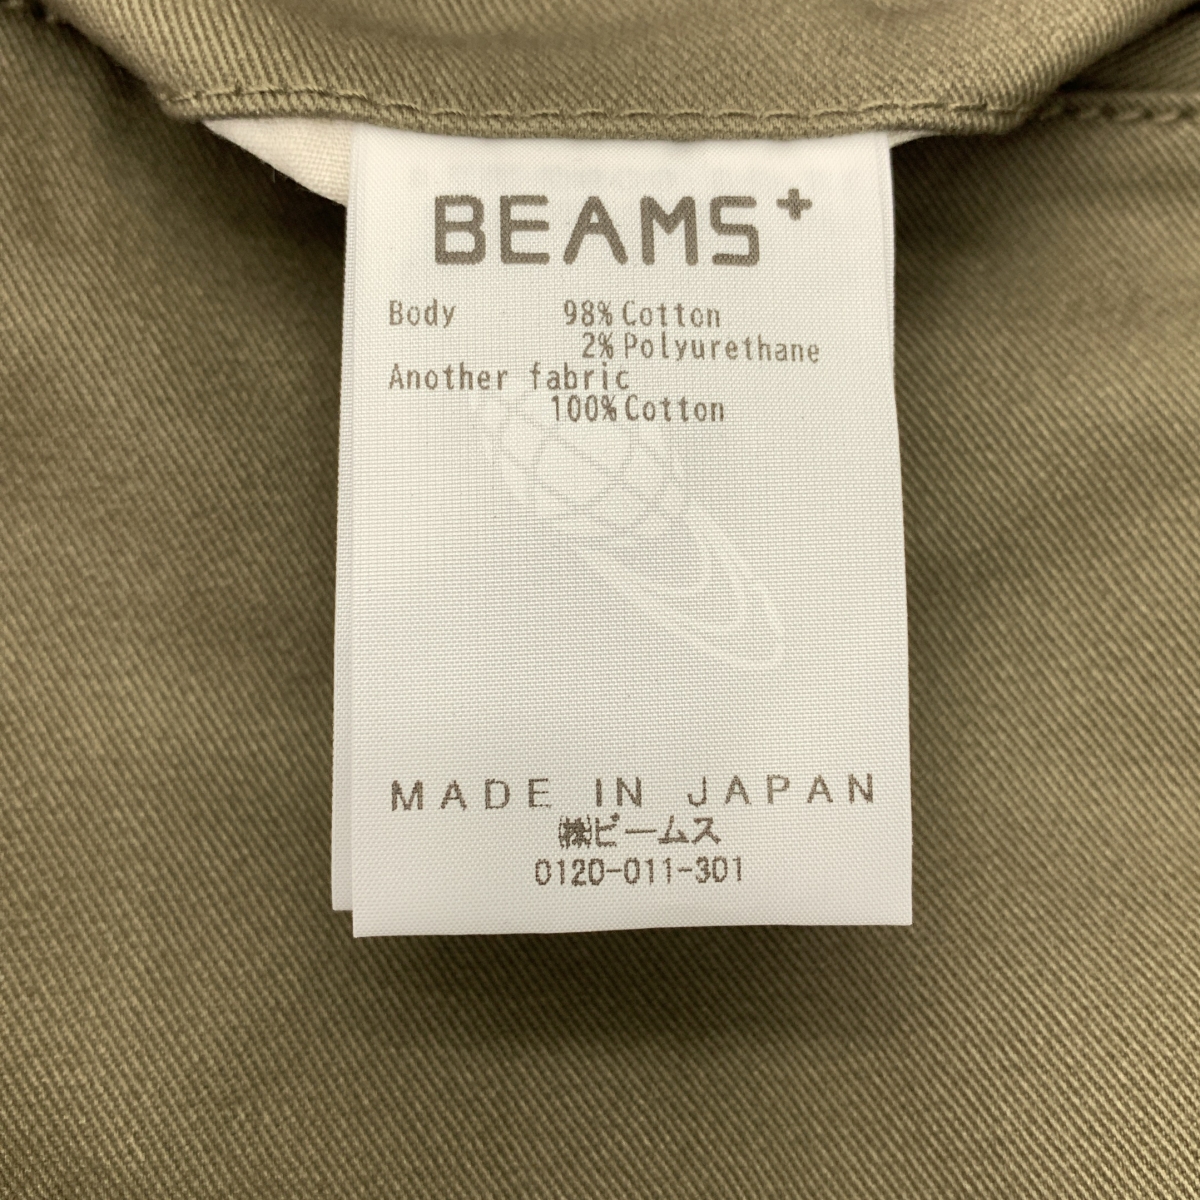 BEAMS+
Body 98% Cotton
2% Polyurethane
Another fabric
100% Cotton
MADE IN JAPAN
㈱ビームス
0120-011-301